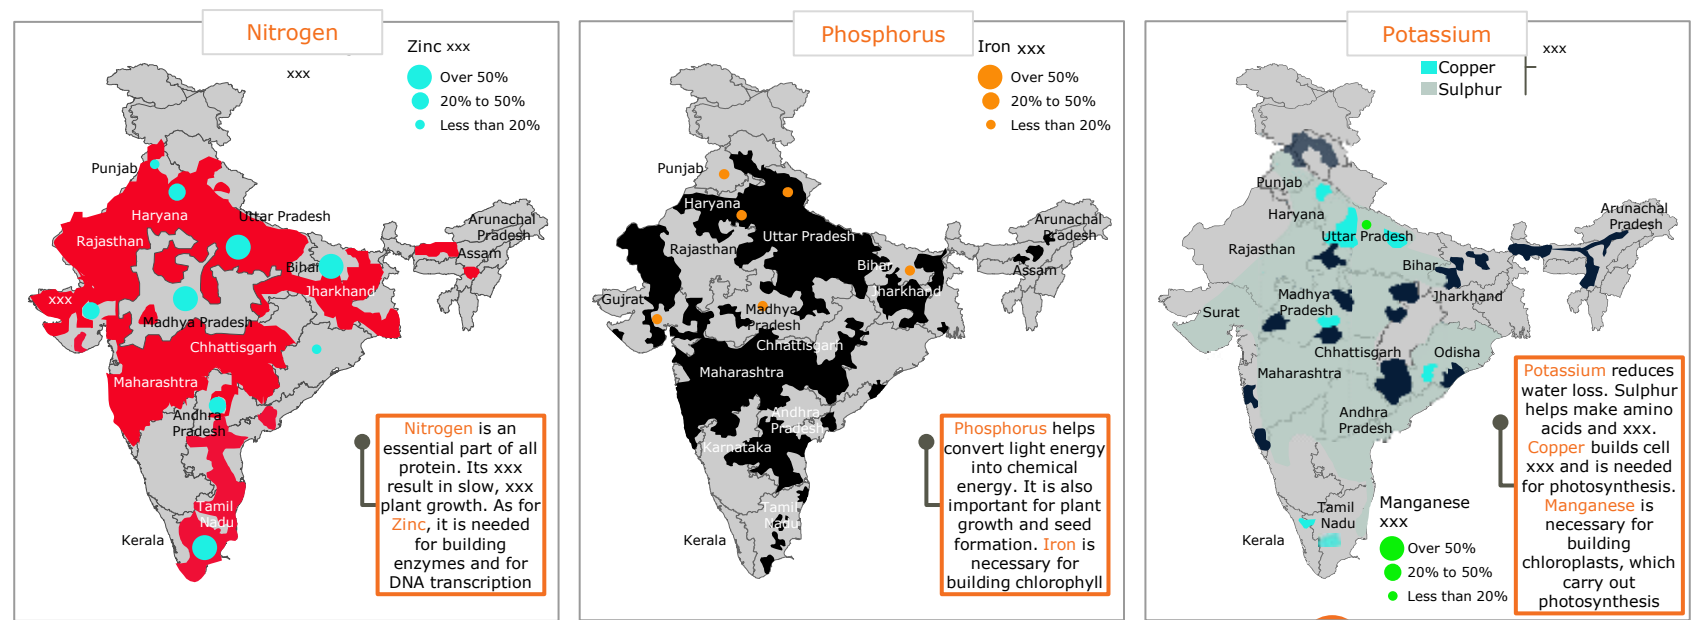 Nitrogen
Zinc xxx
xxx
Over 50%
20% to 50%
Less than 20%
Punjab
Haryana
Uttar Pradesh
Arunachal
Pradesh
Rajasthan
Assam
Bihar
Jharkhand
xxx
Madhya Pradesh
Chhattisgarh
Maharashtra
Andhra
Pradesh
Tamil
Nadu
Kerala
Nitrogen is an
essential part of all
protein. Its xxx
result in slow, xxx
plant growth. As for
Zinc, it is needed
for building
enzymes and for
DNA transcription
Phosphorus
Iron xxx
Over 50%
20% to 50%
Less than 20%
Punjab
Haryana
Uttar Pradesh
Arunachal
Pradesh
Rajasthan
Bihar
Assam
Jharkhand
Gujrat
Madhya
Pradesh
Chhattisgarh
Maharashtra
Andhra
Pradesh
Karnataka
Tamil
Nadu
Kerala
Phosphorus helps
convert light energy
into chemical
energy. It is also
important for plant
growth and seed
formation. Iron is
necessary for
building chlorophyll
Potassium
xxx
Copper
Sulphur
Punjab
Haryana
Arunachal
Pradesh
Uttar Pradesh
Rajasthan
Bihar
Madhya
Pradesh
Jharkhand
Surat
Chhattisgarh
Odisha
Maharashtra
Andhra
Pradesh
Tamil
Nadu
Kerala
Manganese
xxx
Over 50%
20% to 50%
Less than 20%
Potassium reduces
water loss. Sulphur
helps make amino
acids and xxx.
Copper builds cell
xxx and is needed
for photosynthesis.
Manganese is
necessary for
building
chloroplasts, which
carry out
photosynthesis